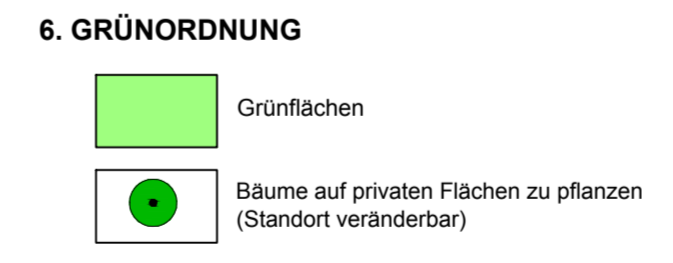 6. GRÜNORDNUNG
Grünflächen
Bäume auf privaten Flächen zu pflanzen
(Standort veränderbar)